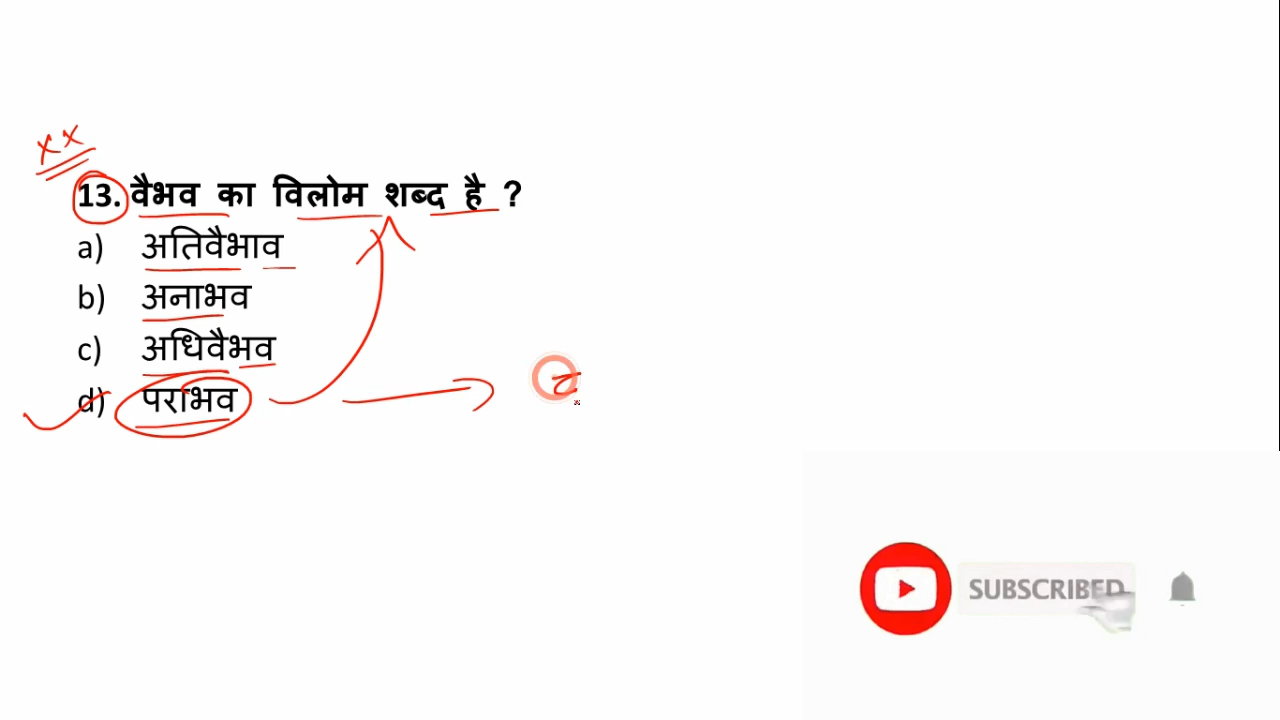 13. वैभव का विलोम शब्द है ?
a) अतिवैभाव
b) अनाभव
c) अधिवैभव
d) पराभव
SUBSCRIBED